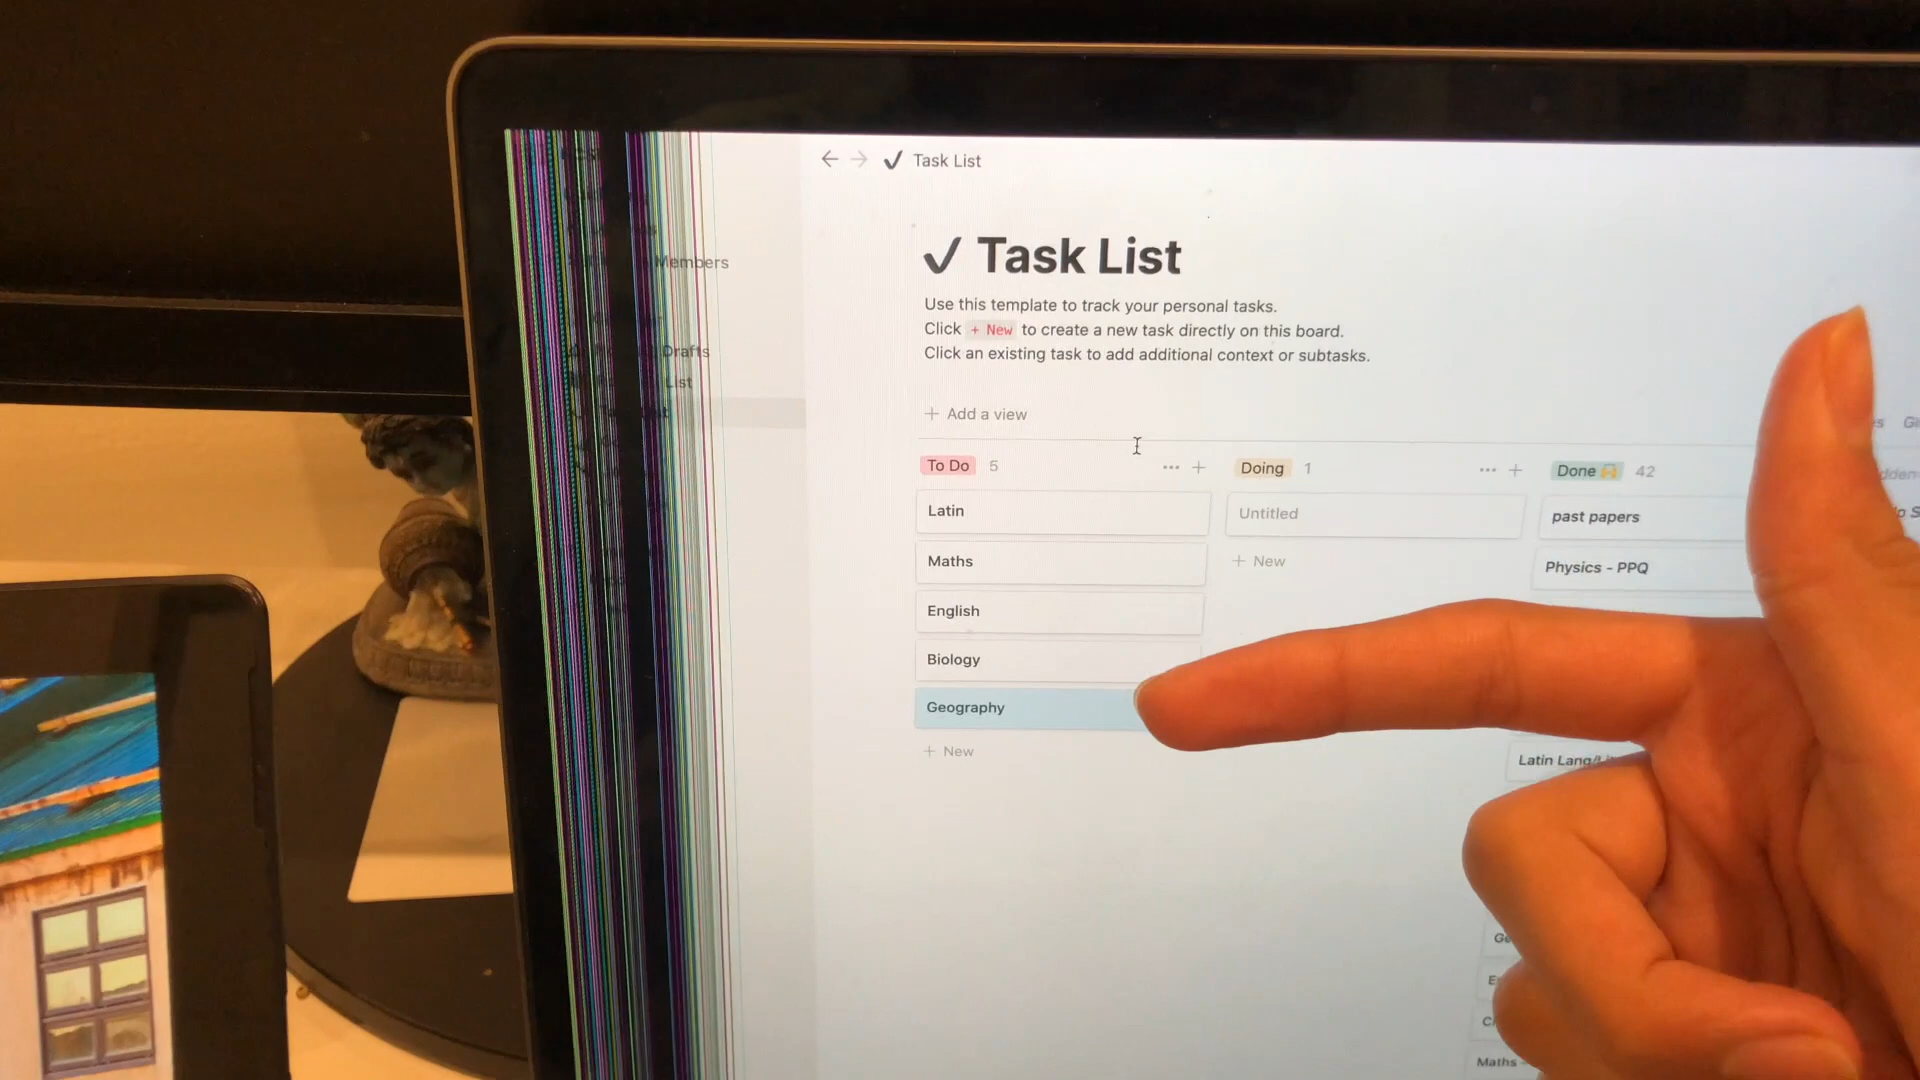 Task List
Members
Drafts
List
Task List
Use this template to track your personal tasks.
Click + New to create a new task directly on this board.
Click an existing task to add additional context or subtasks.
+ Add a view
To Do 5
Latin
Maths
English
Biology
Geography
+ New
Doing 1
Untitled
+ New
Done 42
past papers
Physics - PPQ
Latin
Maths